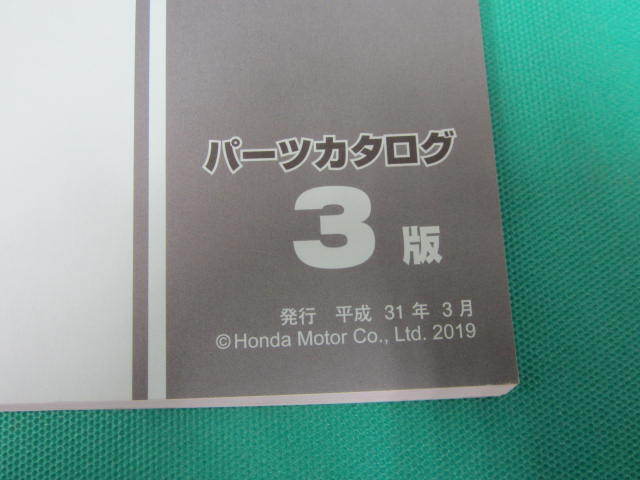 パーツカタログ
3 版
発行 平成 31 年 3 月
©Honda Motor Co., Ltd. 2019